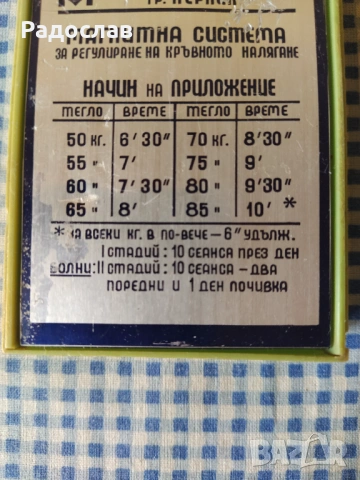 Радослав
ГР. ПЕРНИК
МАГНИТНА СИСТЕМА
ЗА РЕГУЛИРАНЕ НА КРЪВНОТО НАЛЯГАНЕ
НАЧИН НА ПРИЛОЖЕНИЕ
ТЕГЛО ВРЕМЕ ТЕГЛО ВРЕМЕ
50 КГ. 6′30″ 70 КГ. 8′30″
55 " 7′ 75 " 9′
60 " 7′30″ 80 " 9′30″
65 " 8′ 85 " 10′ *
* ЗА ВСЕКИ КГ. В ПО-ВЕЧЕ – 6″ УДЪЛЖ.
I СТАДИЙ: 10 СЕАНСА ПРЕЗ ДЕН
БОЛНИ: II СТАДИЙ: 10 СЕАНСА – ДВА
ПОРЕДНИ И 1 ДЕН ПОЧИВКА
BAZAR